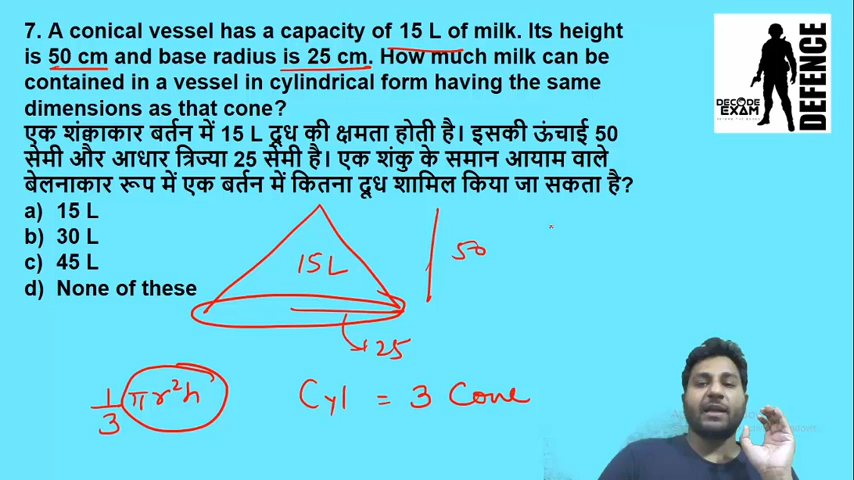 7. A conical vessel has a capacity of 15 L of milk. Its height
is 50 cm and base radius is 25 cm. How much milk can be
contained in a vessel in cylindrical form having the same
dimensions as that cone?
एक शंक्वाकार बर्तन में 15 L दूध की क्षमता होती है। इसकी ऊंचाई 50
सेमी और आधार त्रिज्या 25 सेमी है। एक शंकु के समान आयाम वाले
बेलनाकार रूप में एक बर्तन में कितना दूध शामिल किया जा सकता है?
a) 15 L
b) 30 L
c) 45 L
d) None of these
15L
50
25
1/3 πr²h
Cyl = 3 Cone
DECODE
EXAM
DEFENCE